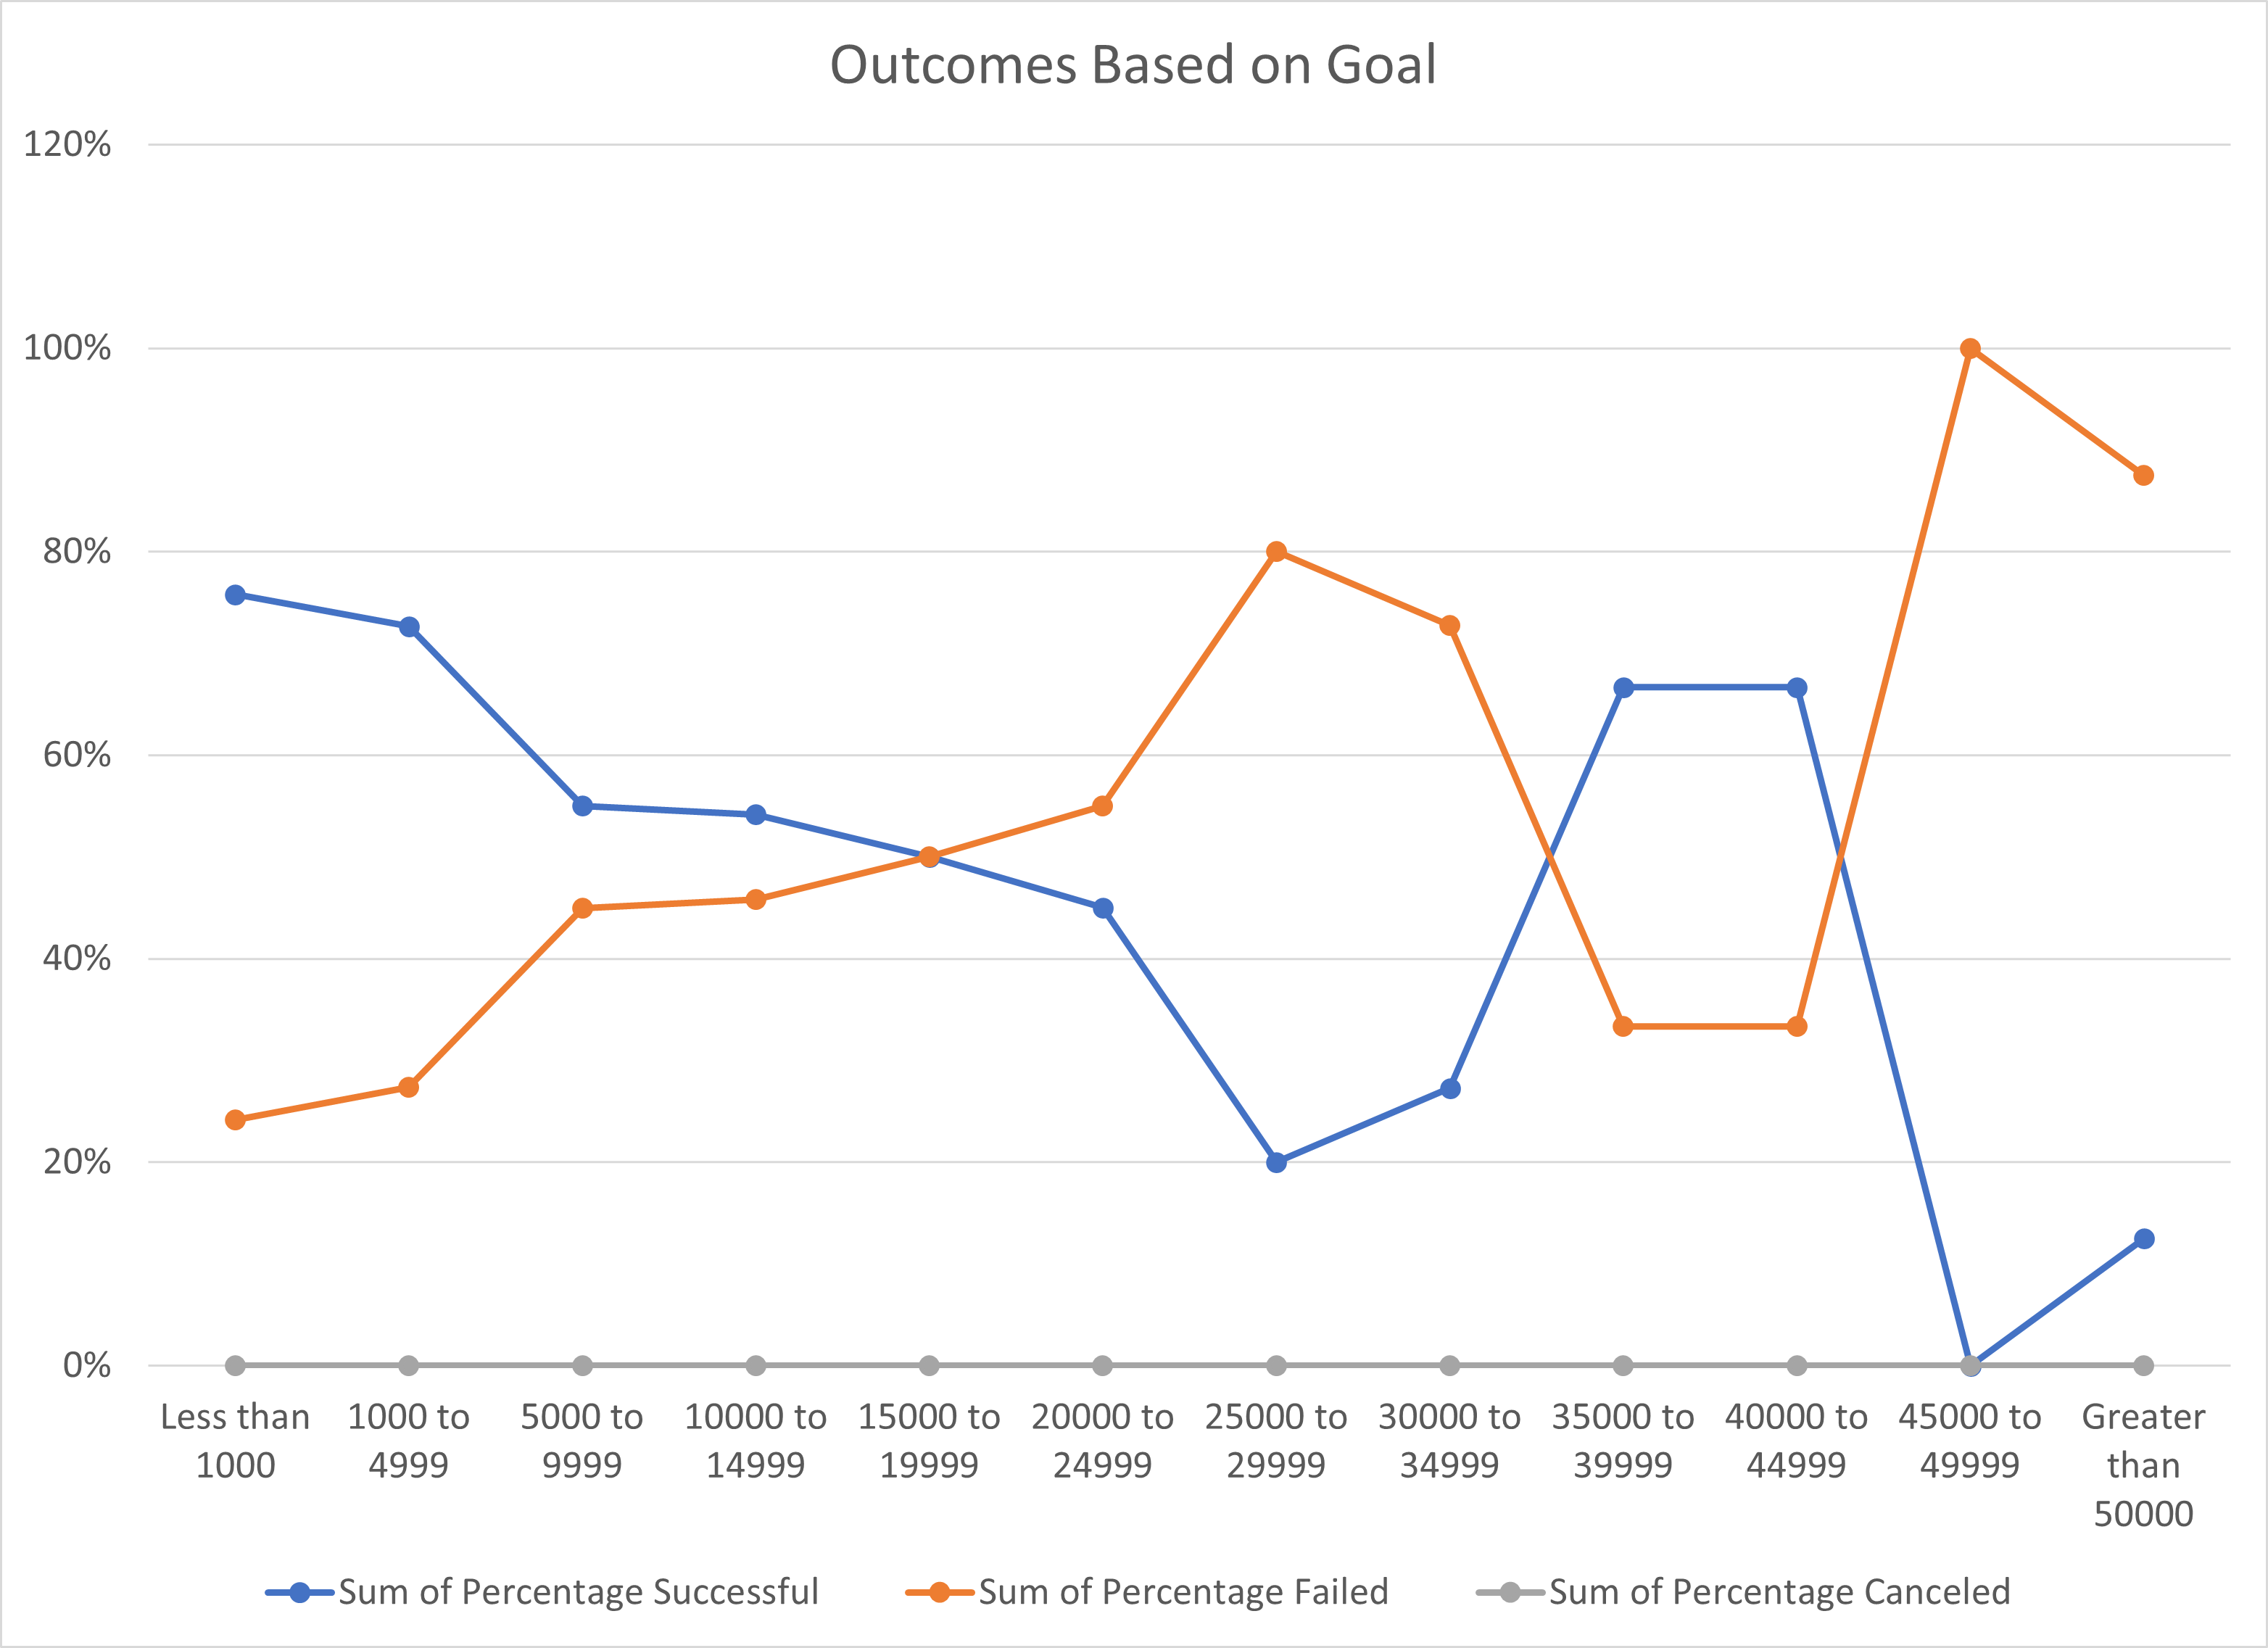 Outcomes Based on Goal
120%
100%
80%
60%
40%
20%
0%
Less than
1000
1000 to
4999
5000 to
9999
10000 to
14999
15000 to
19999
20000 to
24999
25000 to
29999
30000 to
34999
35000 to
39999
40000 to
44999
45000 to
49999
Greater
than
50000
Sum of Percentage Successful
Sum of Percentage Failed
Sum of Percentage Canceled